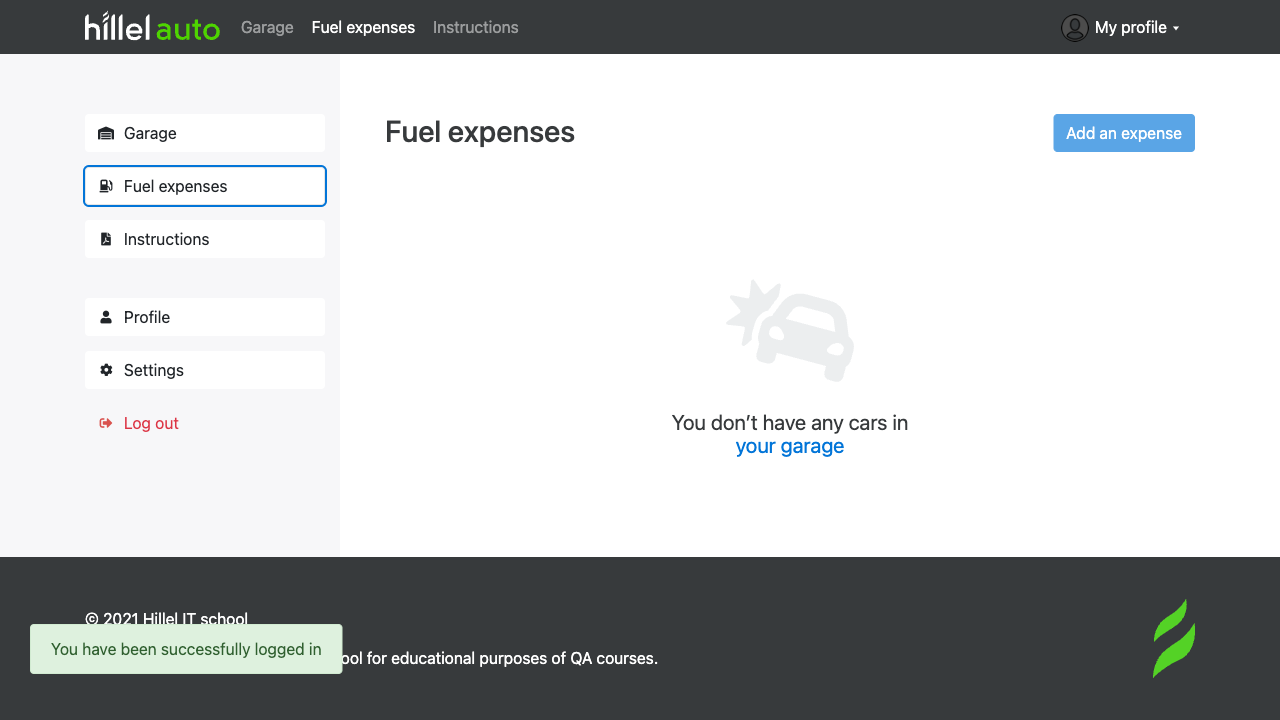 hillel auto
Garage
Fuel expenses
Instructions
My profile
Garage
Fuel expenses
Instructions
Profile
Settings
Log out
Fuel expenses
Add an expense
You don’t have any cars in
your garage
© 2021 Hillel IT school
for educational purposes of QA courses.
You have been successfully logged in